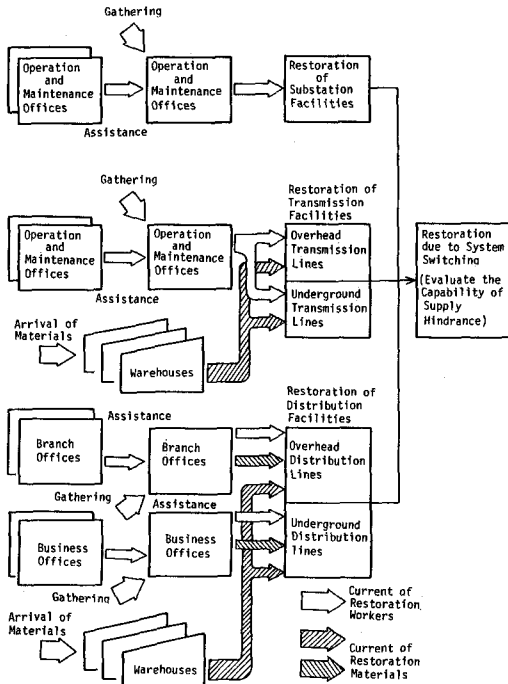 Gathering
Operation
and
Maintenance
Offices
Operation
and
Maintenance
Offices
Restoration
of
Substation
Facilities
Assistance
Gathering
Restoration of
Transmission
Facilities
Operation
and
Maintenance
Offices
Operation
and
Maintenance
Offices
Overhead
Transmission
Lines
Underground
Transmission
Lines
Restoration
due to System
Switching
(Evaluate the
Capability of
Supply
Hindrance)
Assistance
Arrival of
Materials
Warehouses
Restoration of
Distribution
Facilities
Assistance
Branch
Offices
Branch
Offices
Overhead
Distribution
Lines
Gathering
Assistance
Business
Offices
Business
Offices
Underground
Distribution
lines
Gathering
Arrival of
Materials
Warehouses
Current of
Restoration
Workers
Current of
Restoration
Materials